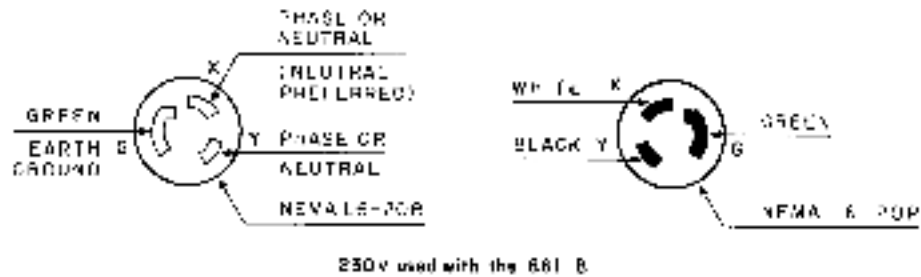 PHASE OR
NEUTRAL
X
(NEUTRAL
PREFERRED)
GREEN
EARTH G
GROUND
Y PHASE OR
NEUTRAL
NEMA L6-20R
White X
BLACK Y
GREEN
G
NEMA L6 20P
230v used with the 661 B